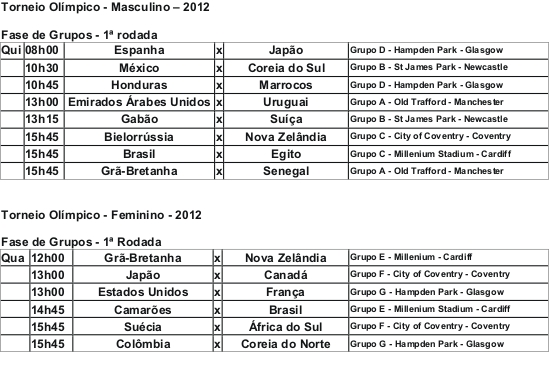 Torneio Olímpico - Masculino – 2012
Fase de Grupos - 1ª rodada
Qui 08h00 Espanha x Japão Grupo D - Hampden Park - Glasgow
10h30 México x Coreia do Sul Grupo B - St James Park - Newcastle
10h45 Honduras x Marrocos Grupo D - Hampden Park - Glasgow
13h00 Emirados Árabes Unidos x Uruguai Grupo A - Old Trafford - Manchester
13h15 Gabão x Suíça Grupo B - St James Park - Newcastle
15h45 Bielorrússia x Nova Zelândia Grupo C - City of Coventry - Coventry
15h45 Brasil x Egito Grupo C - Millenium Stadium - Cardiff
15h45 Grã-Bretanha x Senegal Grupo A - Old Trafford - Manchester
Torneio Olímpico - Feminino - 2012
Fase de Grupos - 1ª Rodada
Qua 12h00 Grã-Bretanha x Nova Zelândia Grupo E - Millenium - Cardiff
13h00 Japão x Canadá Grupo F - City of Coventry - Coventry
13h00 Estados Unidos x França Grupo G - Hampden Park - Glasgow
14h45 Camarões x Brasil Grupo E - Millenium Stadium - Cardiff
15h45 Suécia x África do Sul Grupo F - City of Coventry - Coventry
15h45 Colômbia x Coreia do Norte Grupo G - Hampden Park - Glasgow